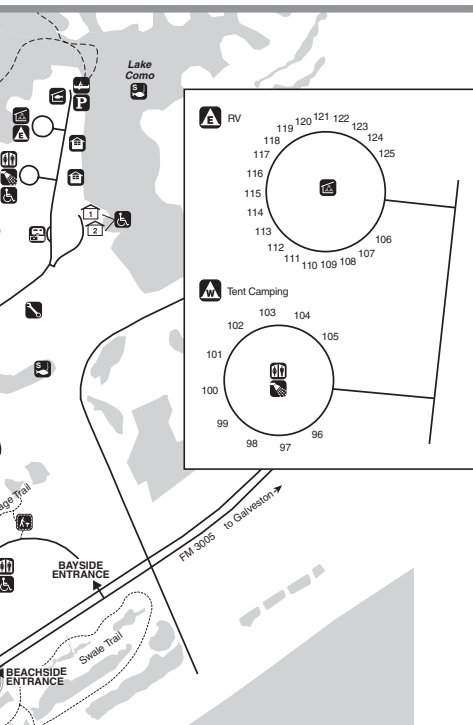 Lake
Como
S
P
E
1
2
S
E RV
119 120 121 122 123
118 124
117 125
116
115
114
113 106
112 107
111 110 109 108
W Tent Camping
103 104
102 105
101
100
99 96
98 97
age Trail
FM 3005 to Galveston
BAYSIDE
ENTRANCE
Swale Trail
BEACHSIDE
ENTRANCE